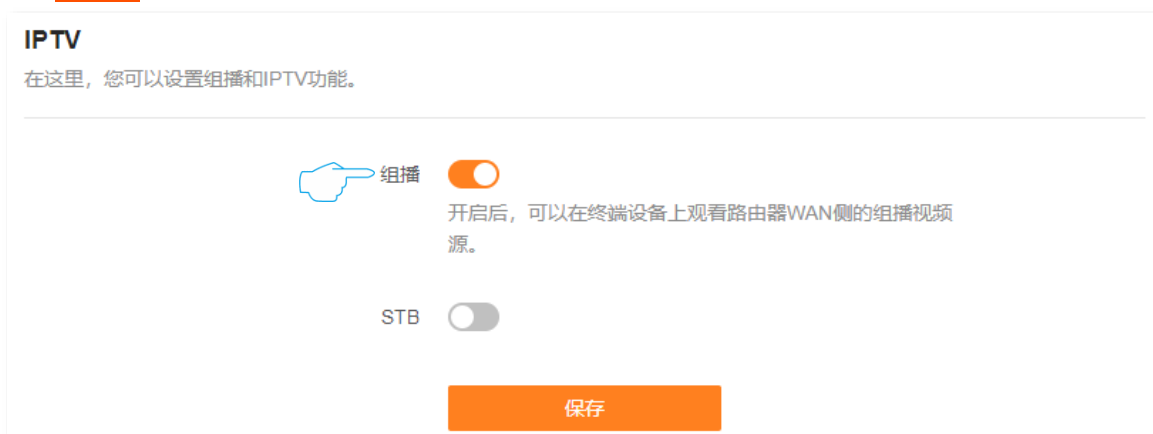 IPTV
在这里，您可以设置组播和IPTV功能。
组播
开启后，可以在终端设备上观看路由器WAN侧的组播视频
源。
STB
保存